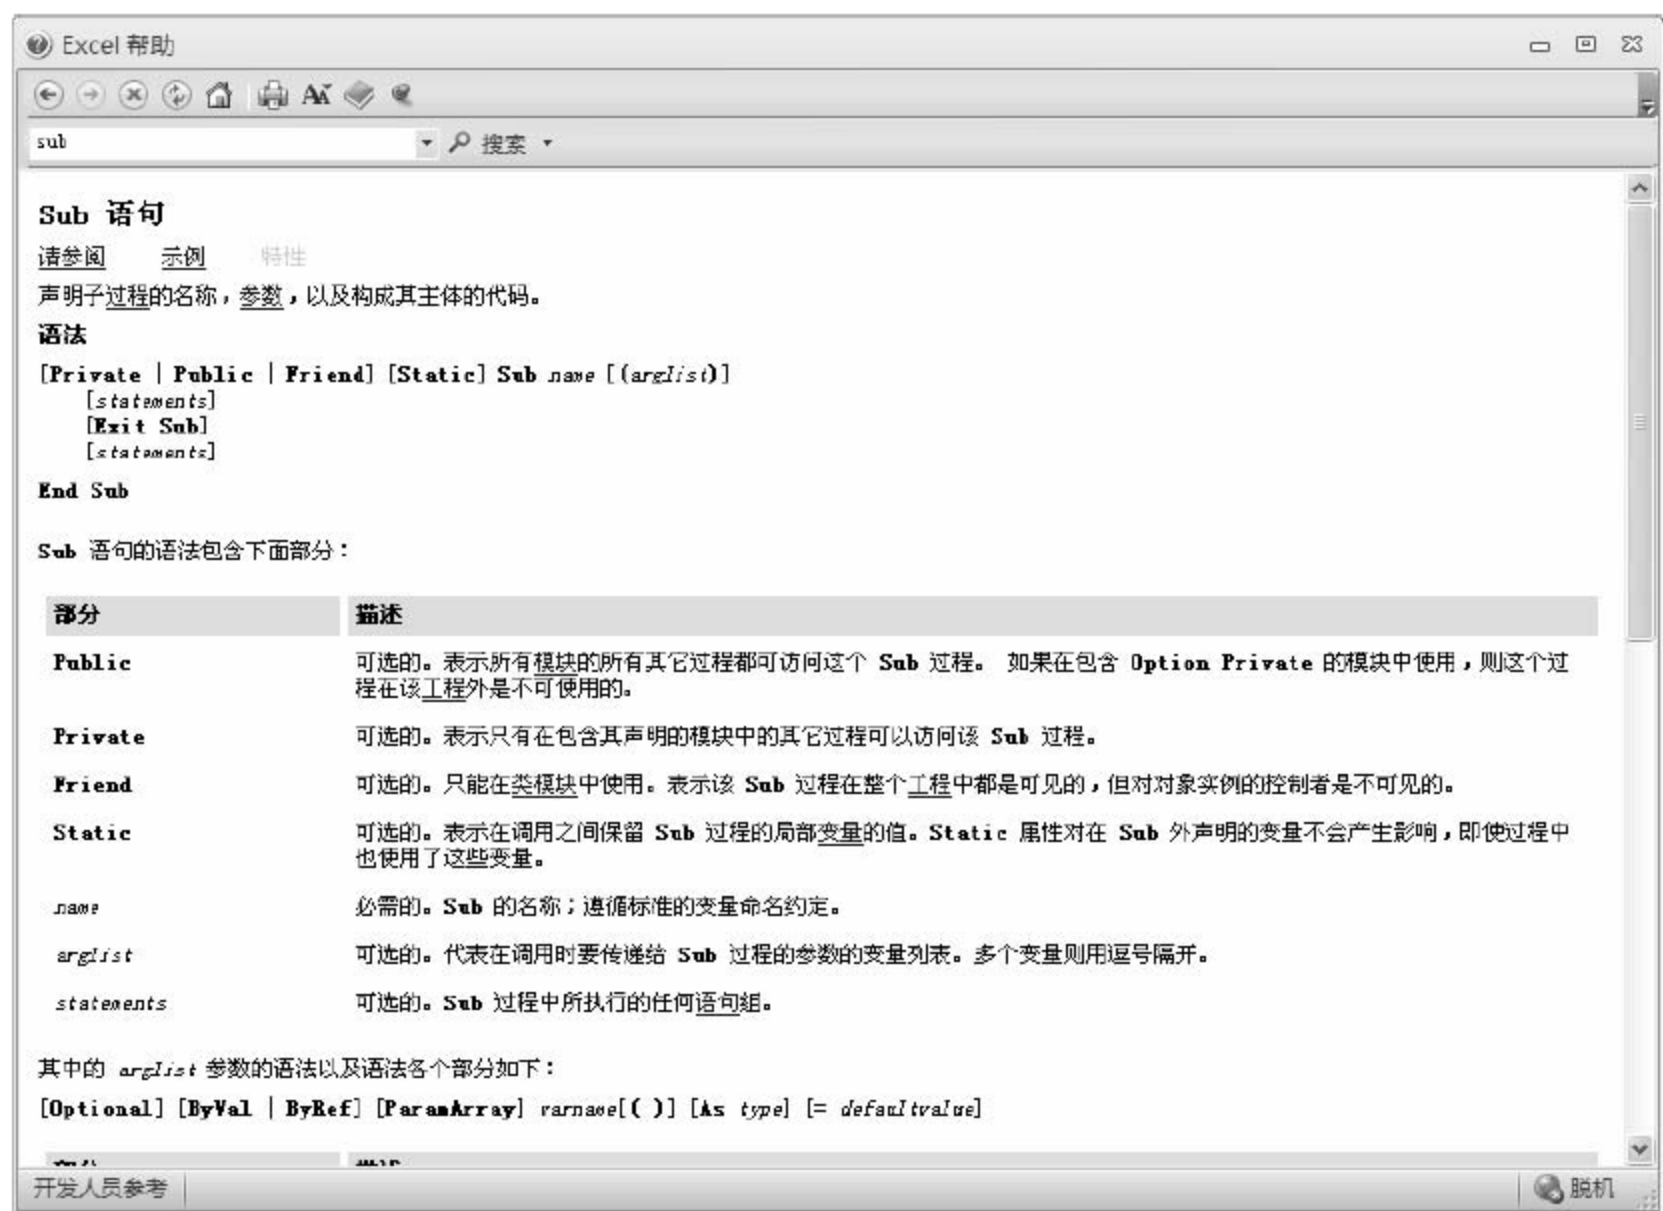 Excel 帮助
sub 搜索
Sub 语句
请参阅 示例 特性
声明子过程的名称，参数，以及构成其主体的代码。
语法
[Private | Public | Friend] [Static] Sub name [(arglist)]
[statements]
[Exit Sub]
[statements]
End Sub
Sub 语句的语法包含下面部分：
部分 描述
Public 可选的。表示所有模块的所有其它过程都可访问这个 Sub 过程。 如果在包含 Option Private 的模块中使用，则这个过
程在该工程外是不可使用的。
Private 可选的。表示只有在包含其声明的模块中的其它过程可以访问该 Sub 过程。
Friend 可选的。只能在类模块中使用。表示该 Sub 过程在整个工程中都是可见的，但对对象实例的控制者是不可见的。
Static 可选的。表示在调用之间保留 Sub 过程的局部变量的值。Static 属性对在 Sub 外声明的变量不会产生影响，即使过程中
也使用了这些变量。
name 必需的。Sub 的名称；遵循标准的变量命名约定。
arglist 可选的。代表在调用时要传递给 Sub 过程的参数的变量列表。多个变量则用逗号隔开。
statements 可选的。Sub 过程中所执行的任何语句组。
其中的 arglist 参数的语法以及语法各个部分如下：
[Optional] [ByVal | ByRef] [ParamArray] varname[( )] [As type] [= defaultvalue]
开发人员参考 脱机